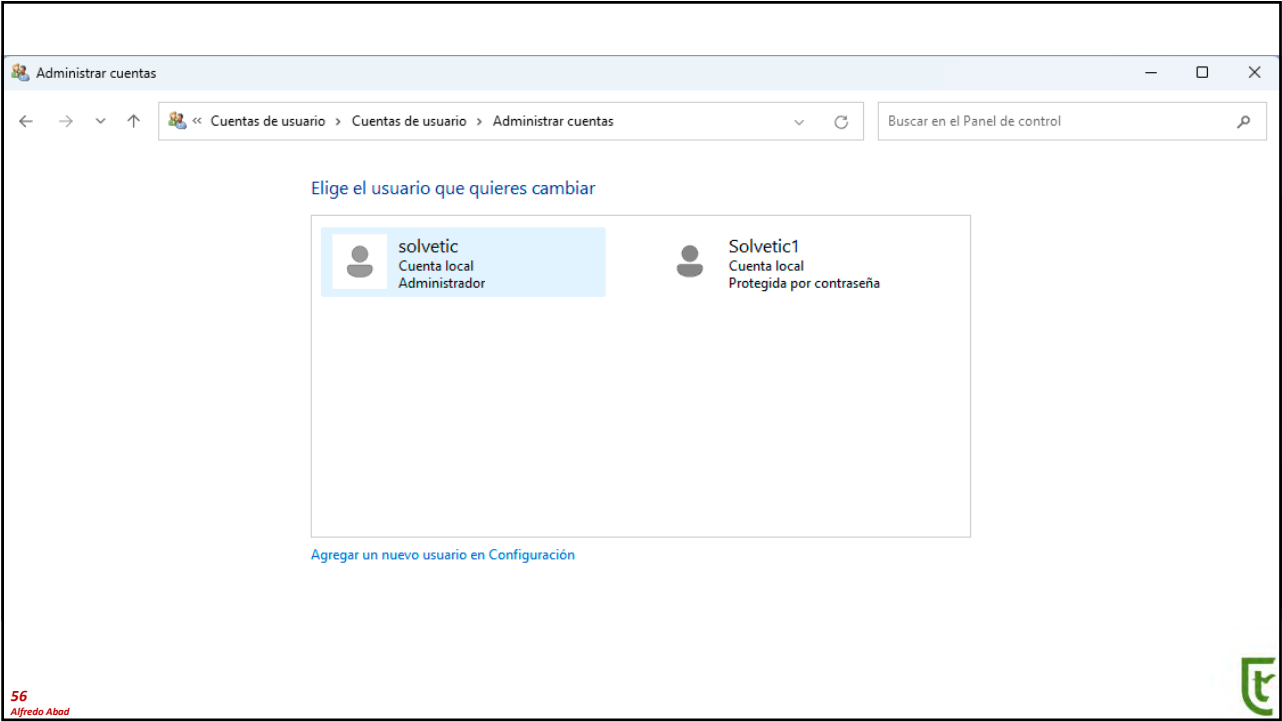 Administrar cuentas
« Cuentas de usuario › Cuentas de usuario › Administrar cuentas
Buscar en el Panel de control
Elige el usuario que quieres cambiar
solvetic
Cuenta local
Administrador
Solvetic1
Cuenta local
Protegida por contraseña
Agregar un nuevo usuario en Configuración
56
Alfredo Abad